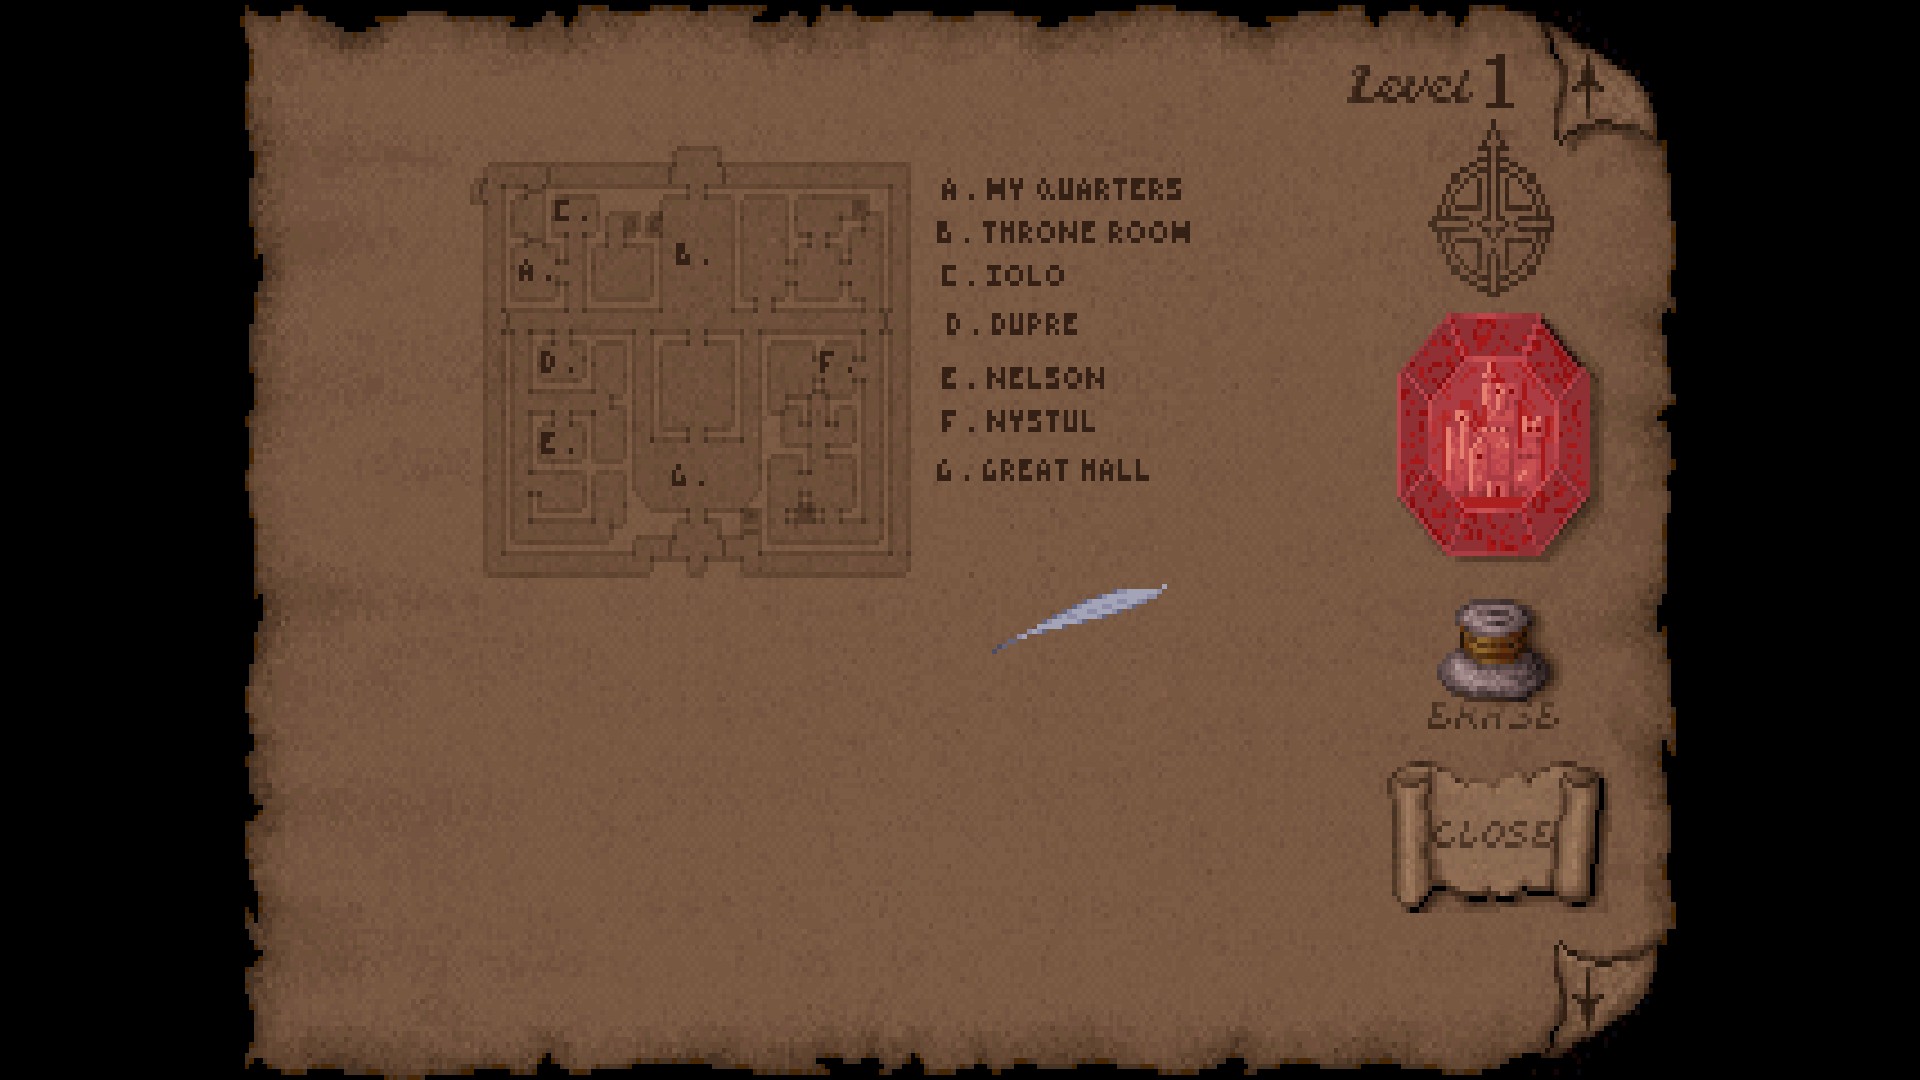 Level 1
A. MY QUARTERS
B. THRONE ROOM
C. IOLO
D. DUPRE
E. NELSON
F. NYSTUL
G. GREAT HALL
C.
B.
A.
D.
F.
E.
G.
ERASE
CLOSE